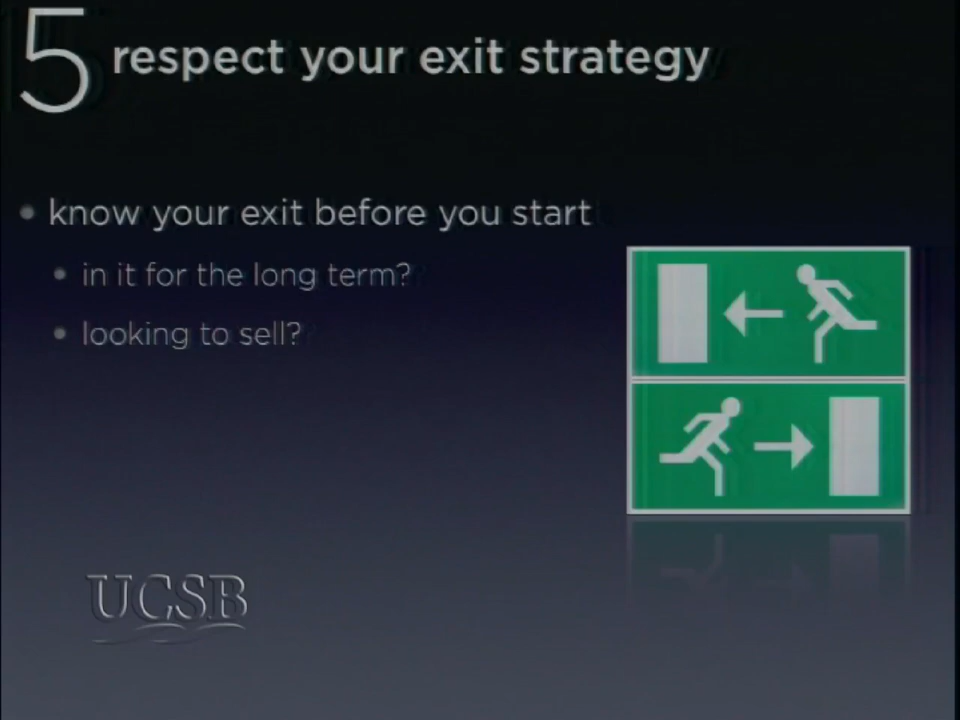 5 respect your exit strategy
• know your exit before you start
• in it for the long term?
• looking to sell?
UCSB